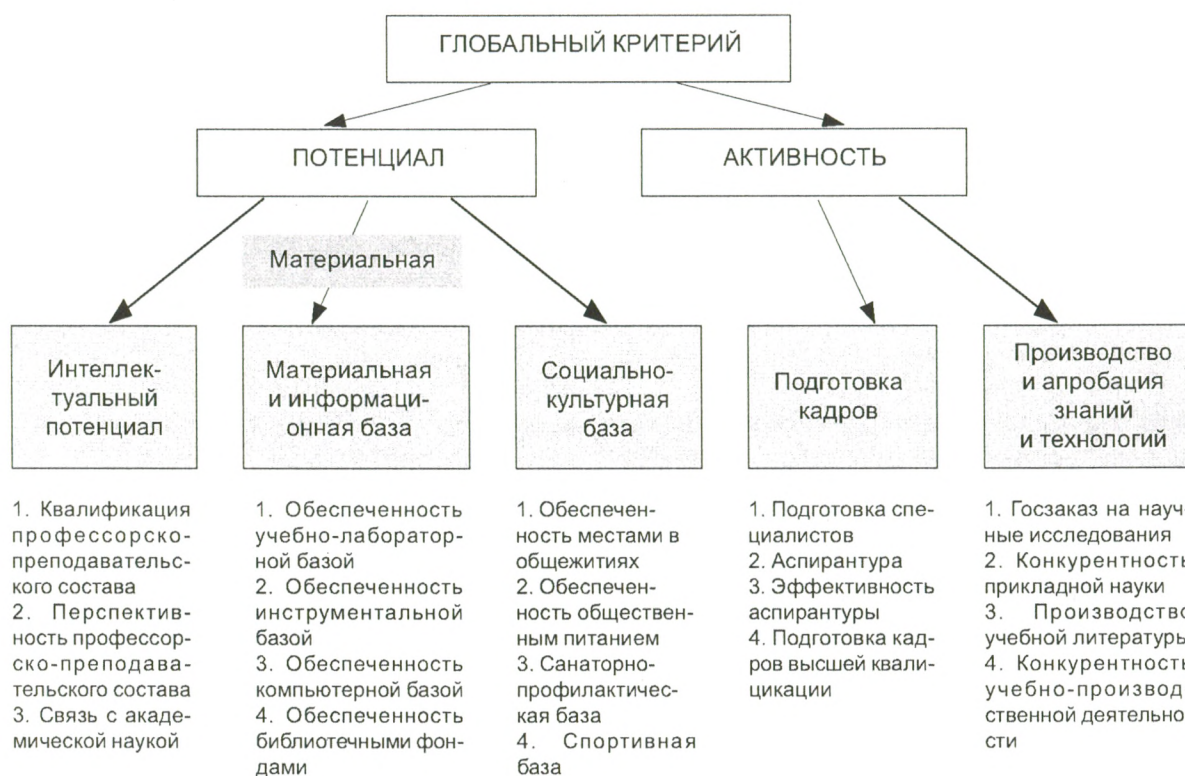 ГЛОБАЛЬНЫЙ КРИТЕРИЙ
ПОТЕНЦИАЛ
АКТИВНОСТЬ
Материальная
Интеллек-
туальный
потенциал
Материальная
и информаци-
онная база
Социально-
культурная
база
Подготовка
кадров
Производство
и апробация
знаний
и технологий
1. Квалификация
профессорско-
преподавательс-
кого состава
2. Перспектив-
ность профессор-
ско-преподава-
тельского состава
3. Связь с акаде-
мической наукой
1. Обеспеченность
учебно-лаборатор-
ной базой
2. Обеспеченность
инструментальной
базой
3. Обеспеченность
компьютерной базой
4. Обеспеченность
библиотечными фон-
дами
1. Обеспечен-
ность местами в
общежитиях
2. Обеспечен-
ность обществен-
ным питанием
3. Санаторно-
профилактичес-
кая база
4. Спортивная
база
1. Подготовка спе-
циалистов
2. Аспирантура
3. Эффективность
аспирантуры
4. Подготовка кад-
ров высшей квали-
цикации
1. Госзаказ на науч-
ные исследования
2. Конкурентность
прикладной науки
3. Производство
учебной литературы
4. Конкурентность
учебно-производ-
ственной деятельно-
сти